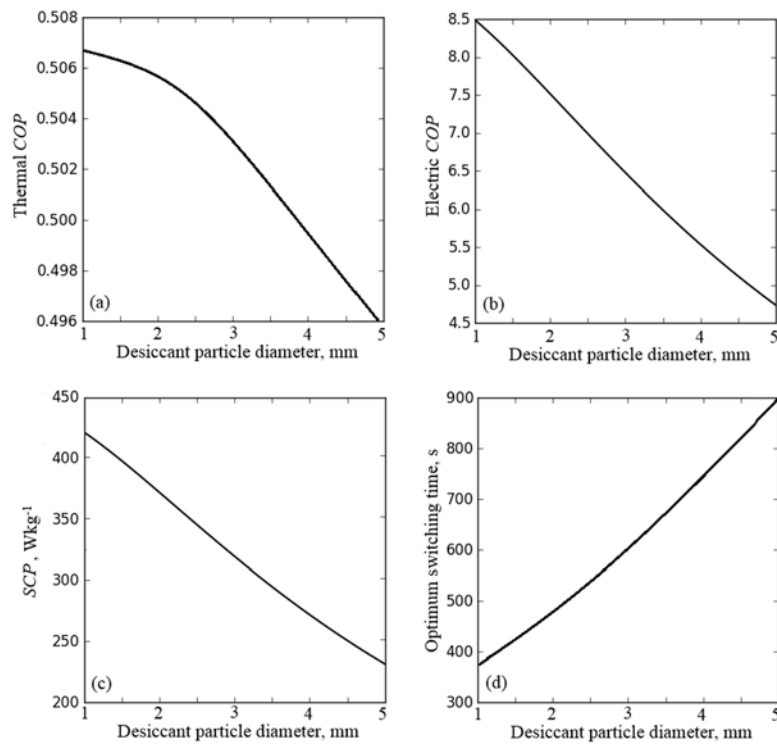 0.508
0.506
0.504
0.502
0.500
0.498
0.496
Thermal COP
(a)
1 2 3 4 5
Desiccant particle diameter, mm
8.5
8.0
7.5
7.0
6.5
6.0
5.5
5.0
4.5
Electric COP
(b)
1 2 3 4 5
Desiccant particle diameter, mm
450
400
350
300
250
200
SCP , Wkg-1
(c)
1 2 3 4 5
Desiccant particle diameter, mm
900
800
700
600
500
400
300
Optimum switching time, s
(d)
1 2 3 4 5
Desiccant particle diameter, mm